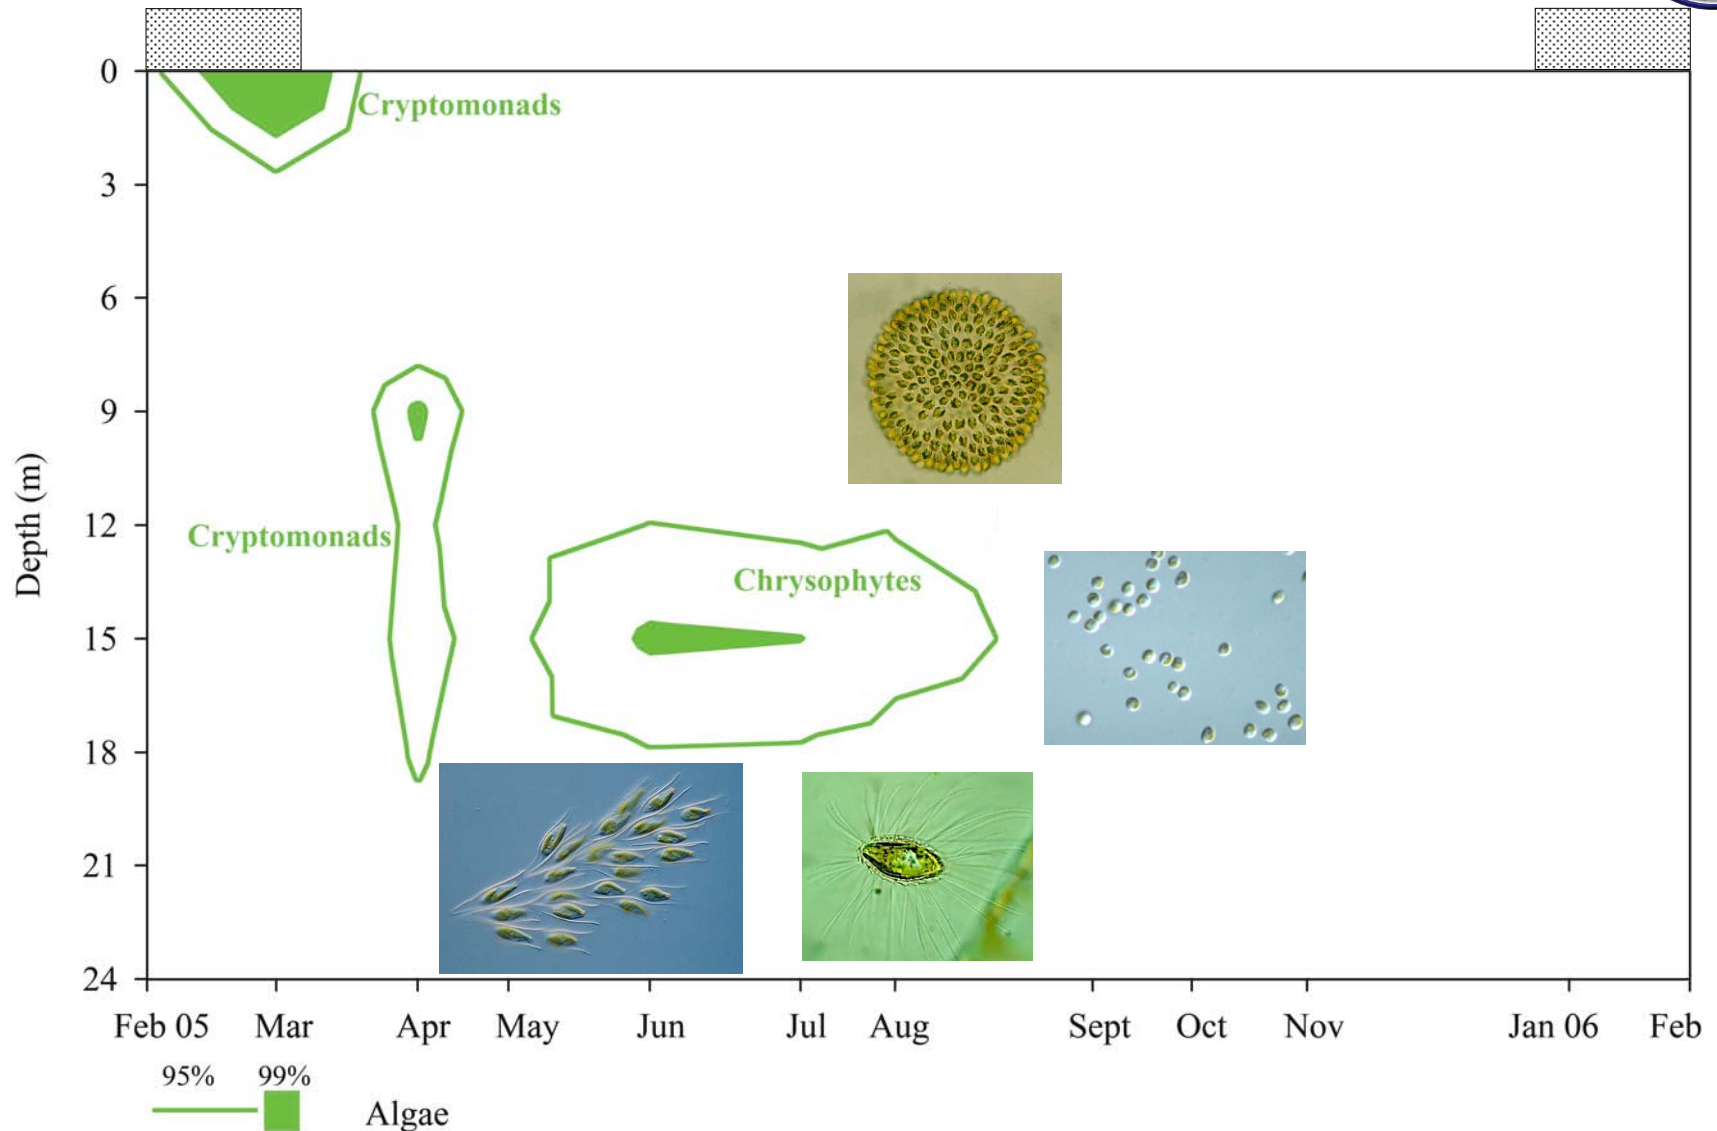 0
Cryptomonads
3
6
9
12
Cryptomonads
Chrysophytes
15
18
21
24
Depth (m)
Feb 05 Mar Apr May Jun Jul Aug Sept Oct Nov Jan 06 Feb
95% 99%
Algae